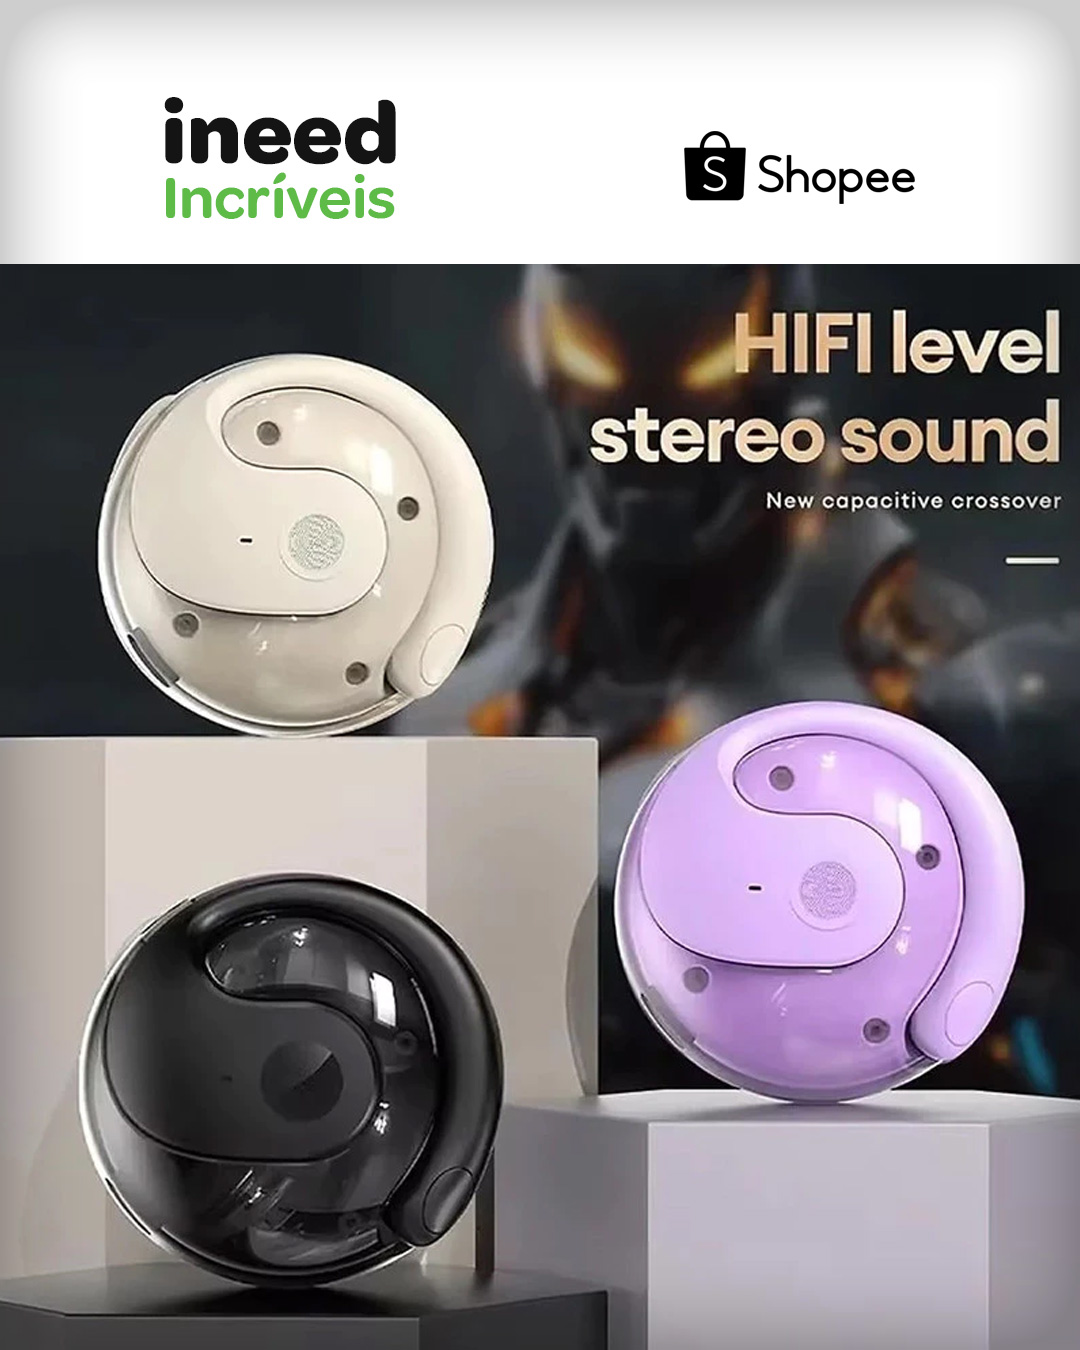 ineed
Incríveis
S Shopee
HIFI level
stereo sound
New capacitive crossover